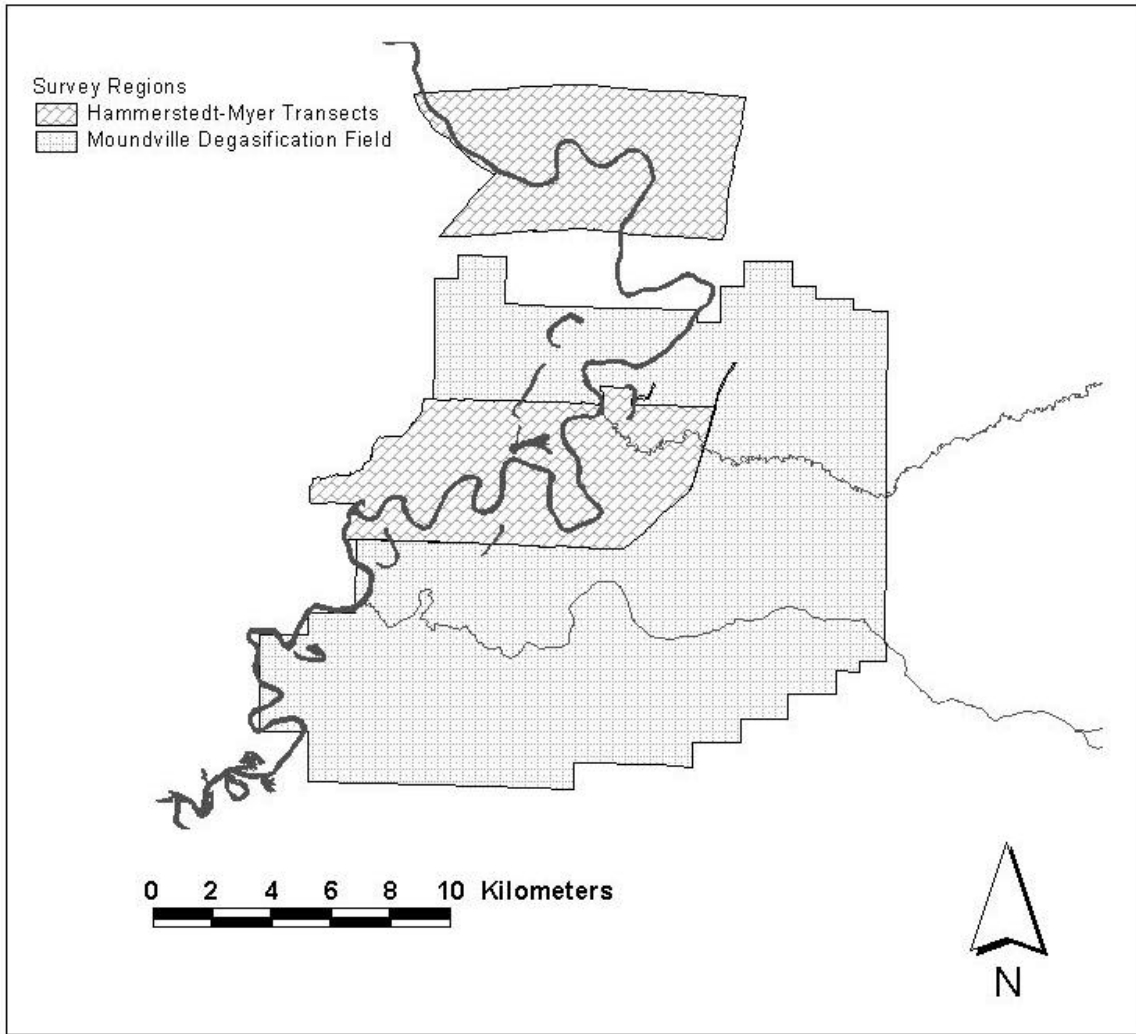 Survey Regions
Hammerstedt-Myer Transects
Moundville Degasification Field
0 2 4 6 8 10 Kilometers
N